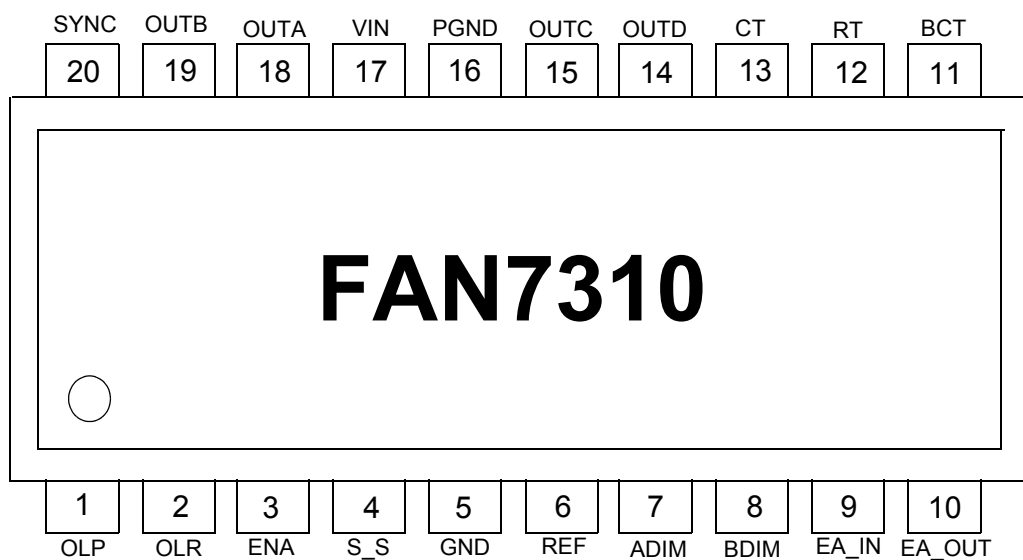 SYNC OUTB OUTA VIN PGND OUTC OUTD CT RT BCT
20 19 18 17 16 15 14 13 12 11
FAN7310
1 2 3 4 5 6 7 8 9 10
OLP OLR ENA S_S GND REF ADIM BDIM EA_IN EA_OUT